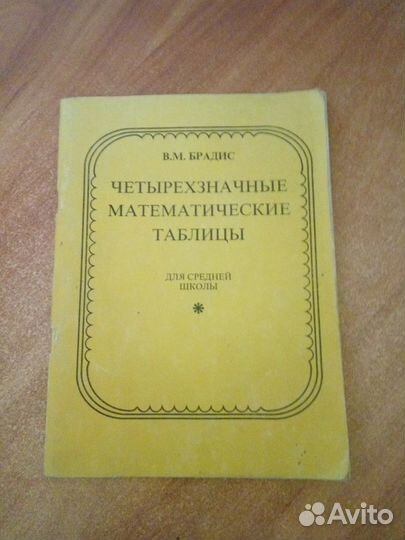 В.М. БРАДИС
ЧЕТЫРЕХЗНАЧНЫЕ
МАТЕМАТИЧЕСКИЕ
ТАБЛИЦЫ
ДЛЯ СРЕДНЕЙ
ШКОЛЫ
Avito